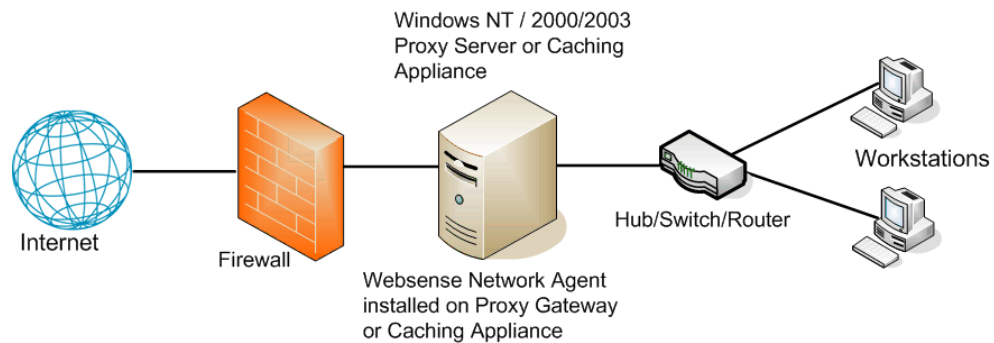 Windows NT / 2000/2003
Proxy Server or Caching
Appliance
Internet
Firewall
Websense Network Agent
installed on Proxy Gateway
or Caching Appliance
Hub/Switch/Router
Workstations